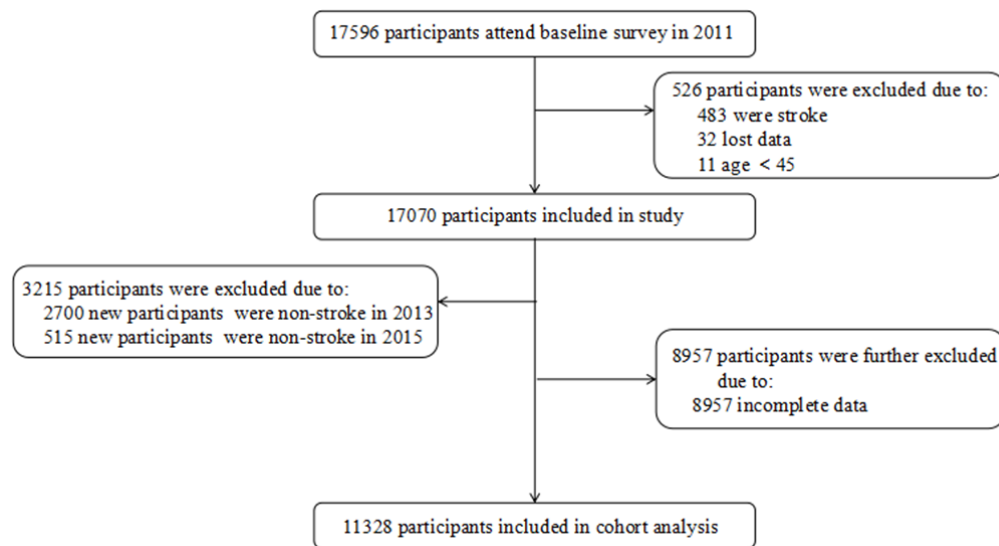 17596 participants attend baseline survey in 2011
526 participants were excluded due to:
483 were stroke
32 lost data
11 age < 45
17070 participants included in study
3215 participants were excluded due to:
2700 new participants were non-stroke in 2013
515 new participants were non-stroke in 2015
8957 participants were further excluded
due to:
8957 incomplete data
11328 participants included in cohort analysis